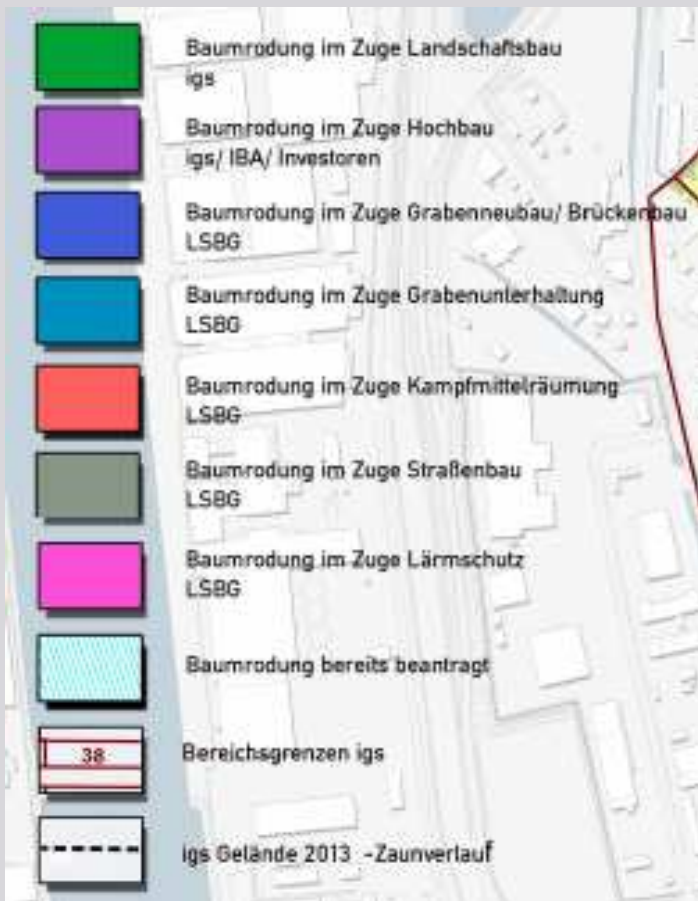 Baumrodung im Zuge Landschaftsbau
igs
Baumrodung im Zuge Hochbau
igs/ IBA/ Investoren
Baumrodung im Zuge Grabenneubau/ Brückenbau
LSBG
Baumrodung im Zuge Grabenunterhaltung
LSBG
Baumrodung im Zuge Kampfmittelräumung
LSBG
Baumrodung im Zuge Straßenbau
LSBG
Baumrodung im Zuge Lärmschutz
LSBG
Baumrodung bereits beantragt
38 Bereichsgrenzen igs
igs Gelände 2013 -Zaunverlauf